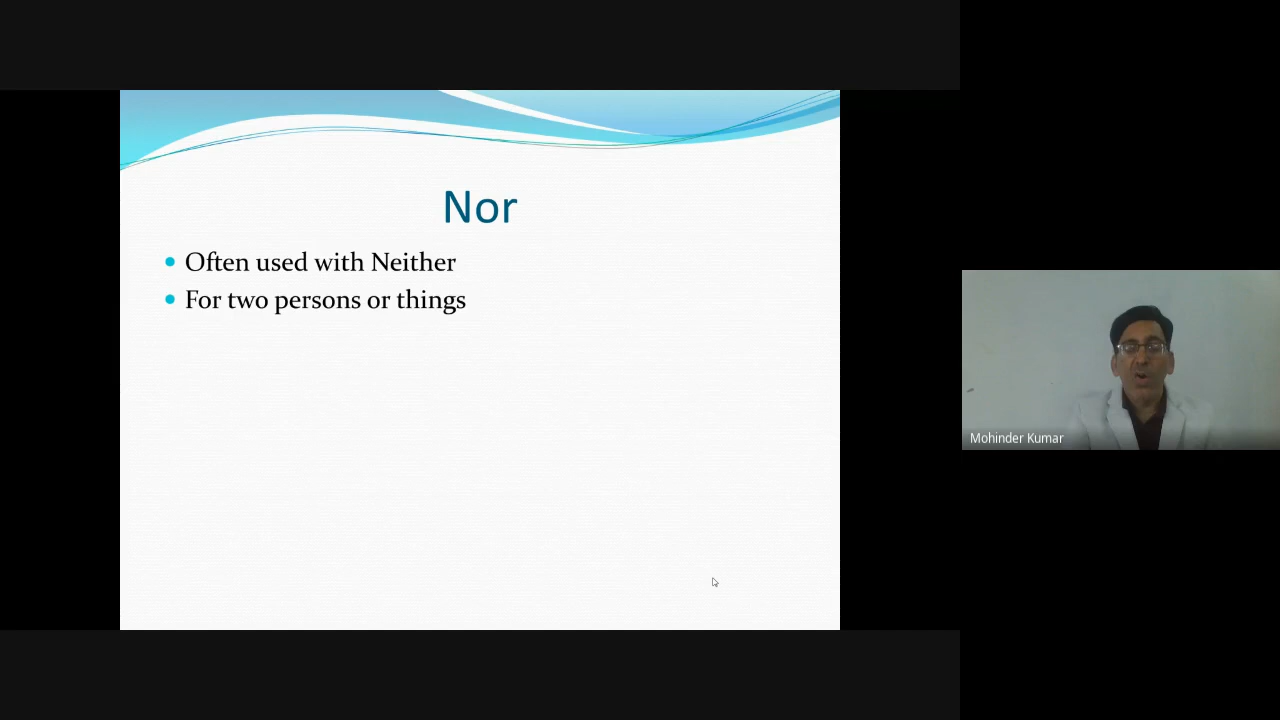 Nor
Often used with Neither
For two persons or things
Mohinder Kumar